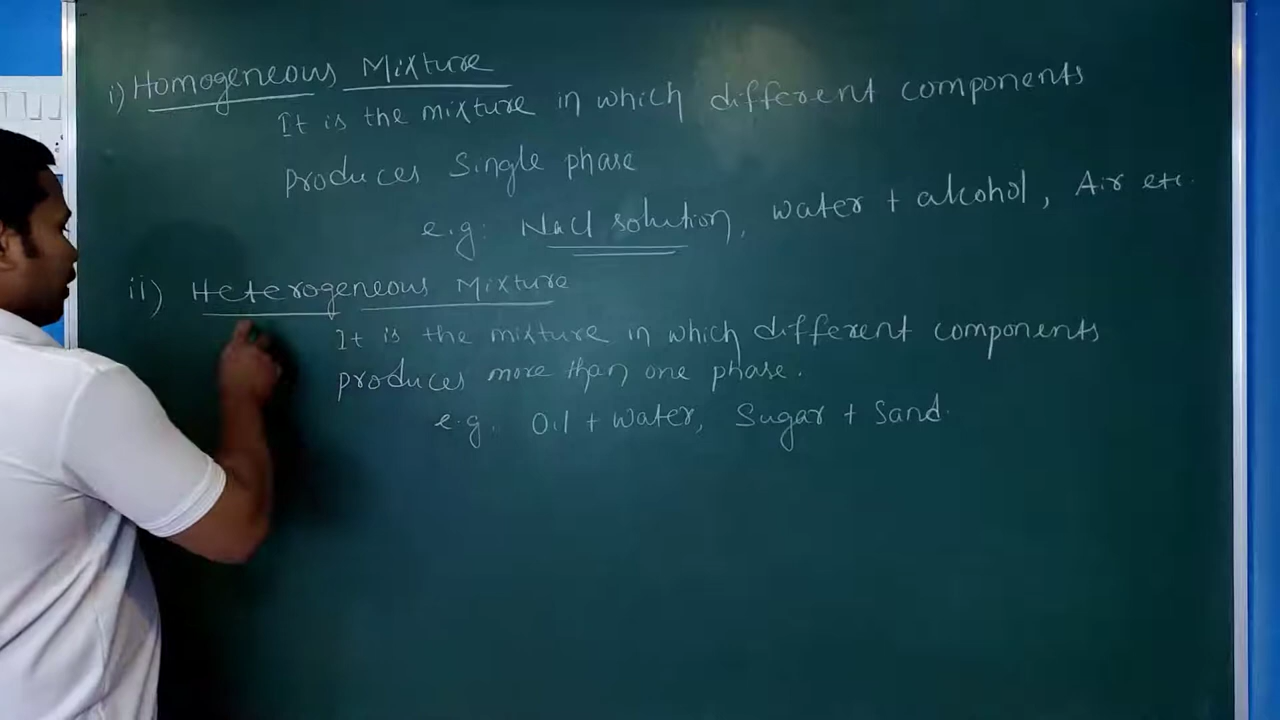 i) Homogeneous Mixture
It is the mixture in which different components
produces single phase
e.g: NaCl solution, water + alcohol, Air etc.
ii) Heterogeneous Mixture
It is the mixture in which different components
produces more than one phase.
e.g. Oil + water, Sugar + Sand.